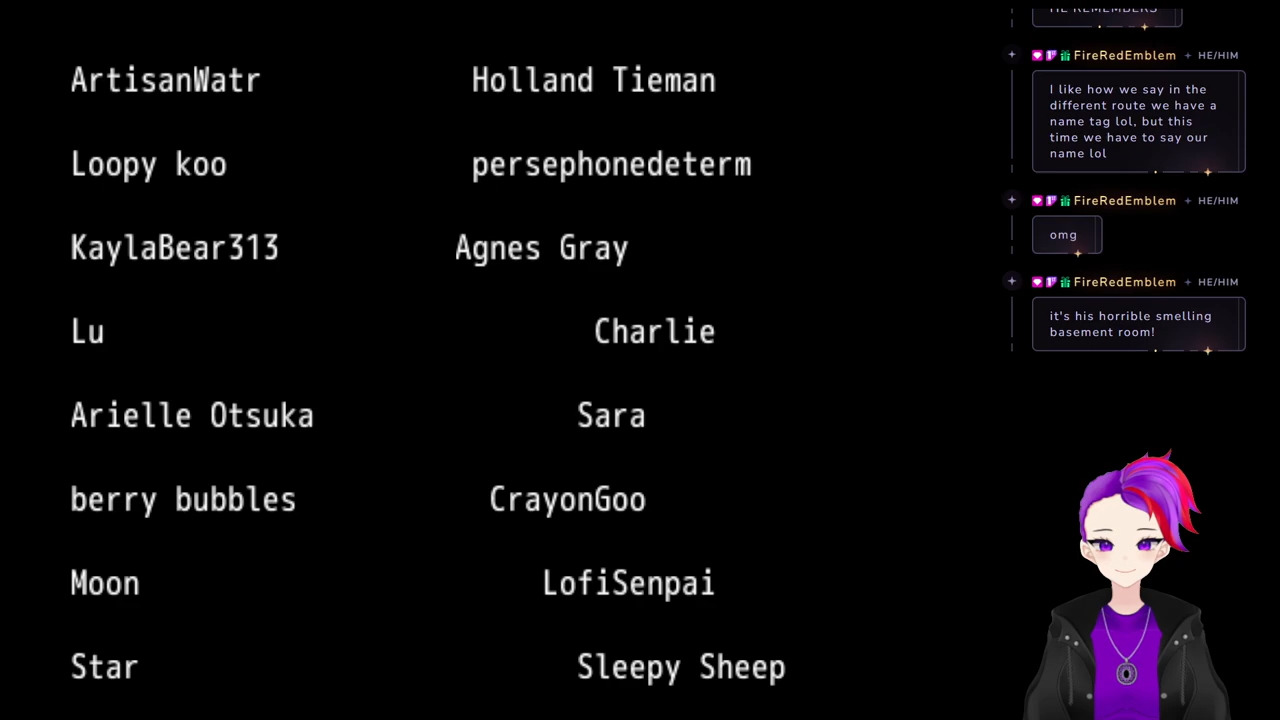 ArtisanWatr Holland Tieman
Loopy koo persephonedeterm
KaylaBear313 Agnes Gray
Lu Charlie
Arielle Otsuka Sara
berry bubbles CrayonGoo
Moon LofiSenpai
Star Sleepy Sheep
HE REMEMBERS
FireRedEmblem HE/HIM
I like how we say in the
different route we have a
name tag lol, but this
time we have to say our
name lol
FireRedEmblem HE/HIM
omg
FireRedEmblem HE/HIM
it's his horrible smelling
basement room!